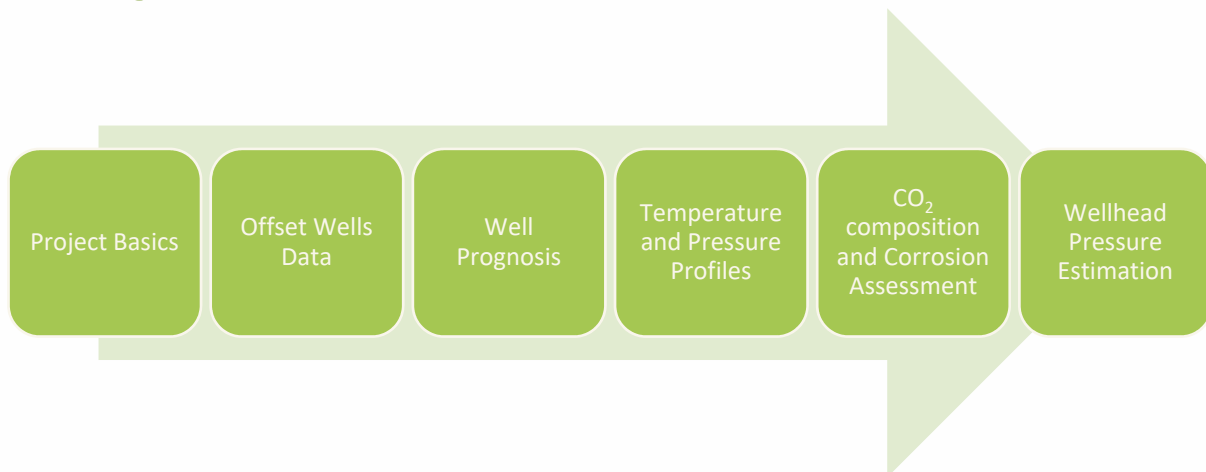 Project Basics
Offset Wells
Data
Well
Prognosis
Temperature
and Pressure
Profiles
CO₂
composition
and Corrosion
Assessment
Wellhead
Pressure
Estimation